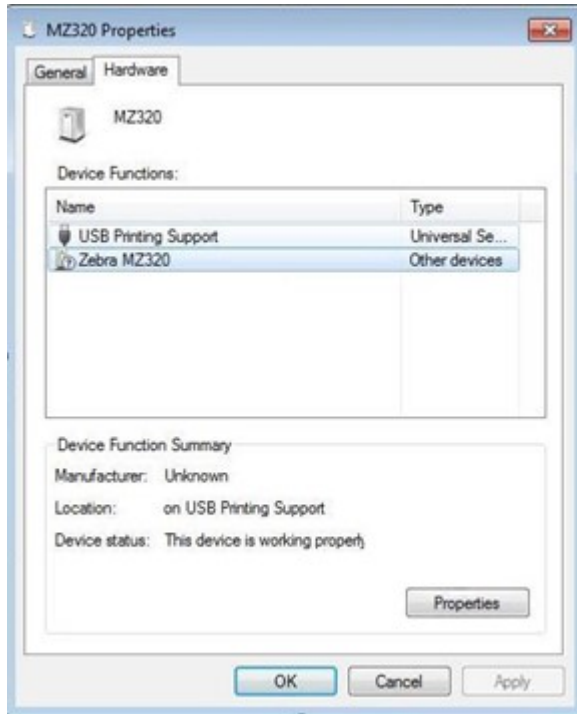 MZ320 Properties
General Hardware
MZ320
Device Functions:
Name Type
USB Printing Support Universal Se...
Zebra MZ320 Other devices
Device Function Summary
Manufacturer: Unknown
Location: on USB Printing Support
Device status: This device is working properly
Properties
OK Cancel Apply